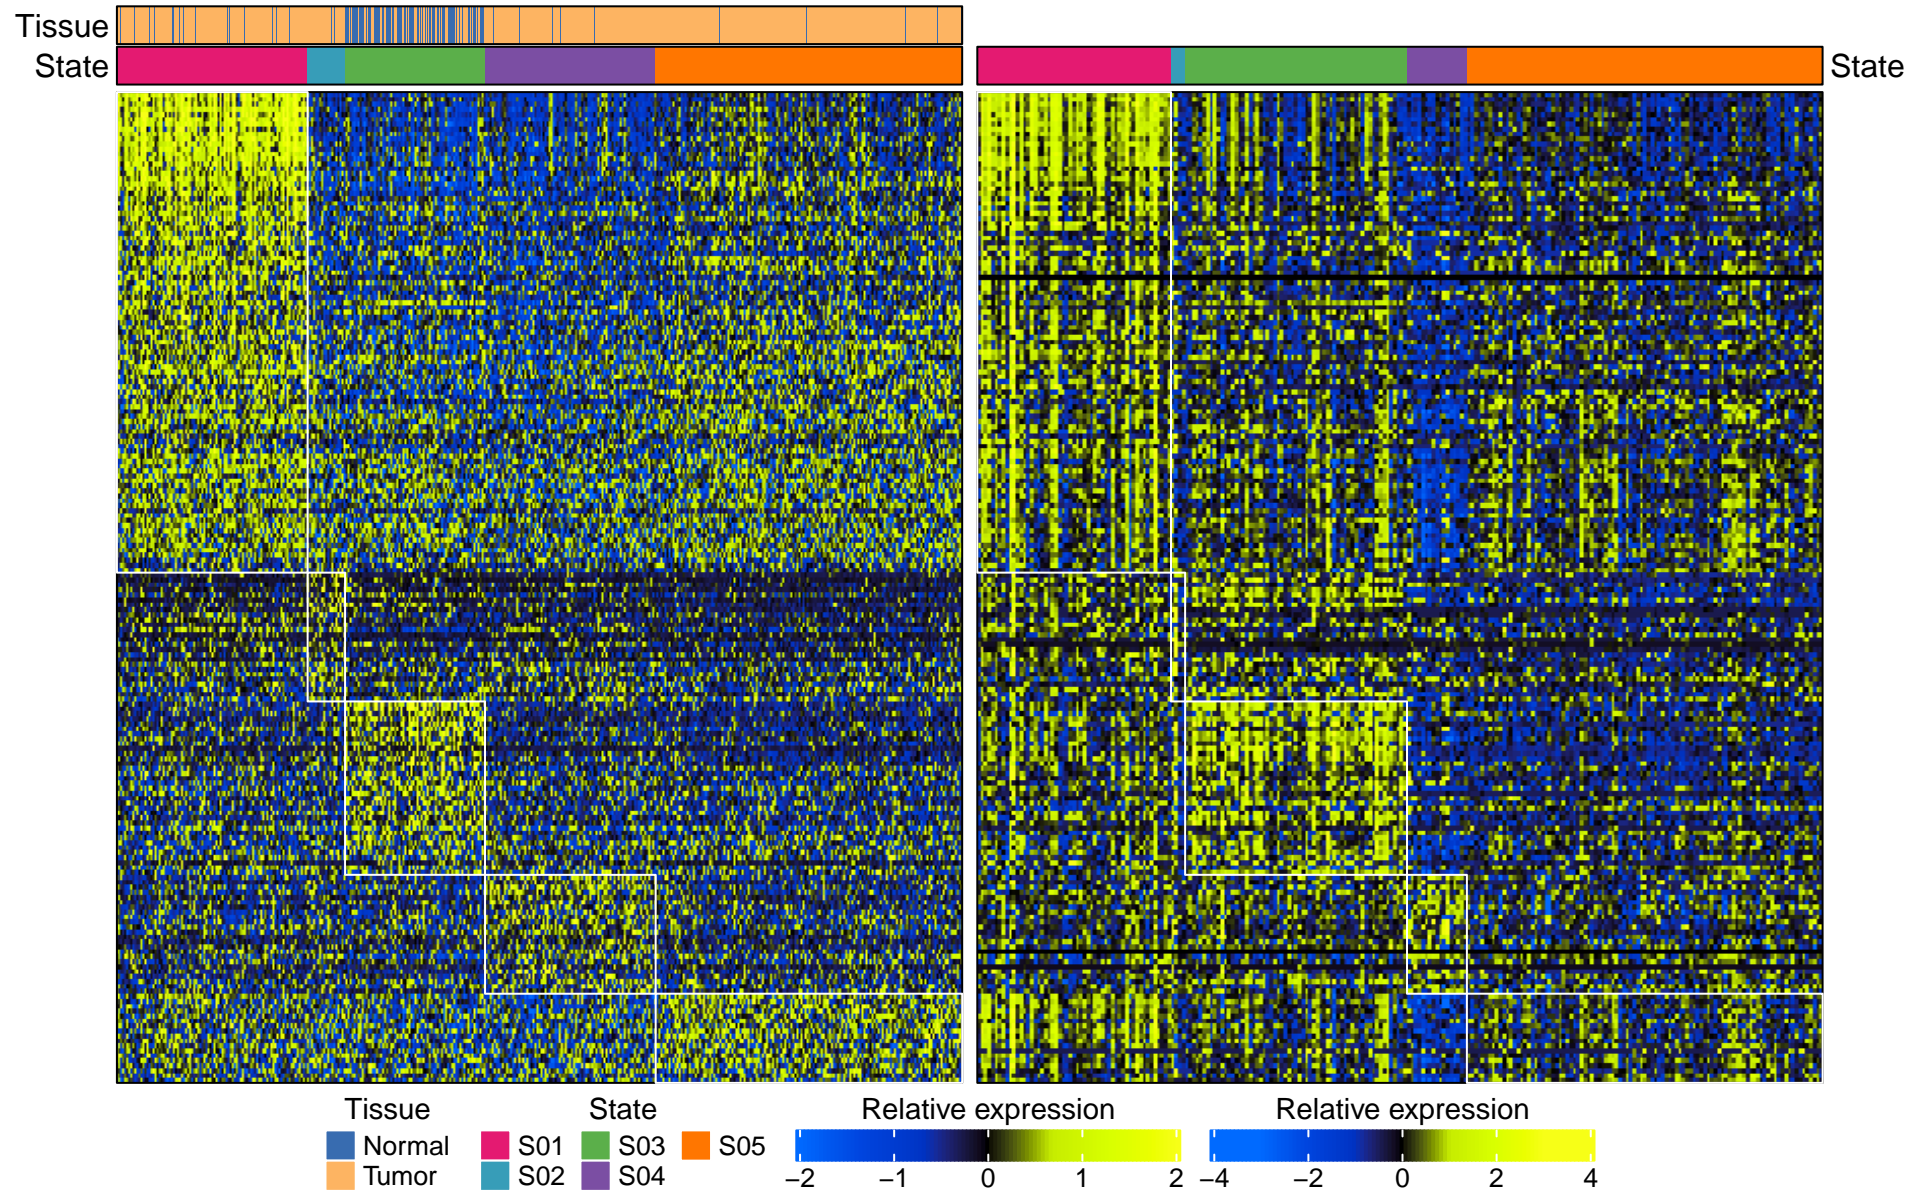 Tissue
State
State
Tissue State Relative expression Relative expression
Normal S01 S03 S05
Tumor S02 S04
−2 −1 0 1 2 −4 −2 0 2 4